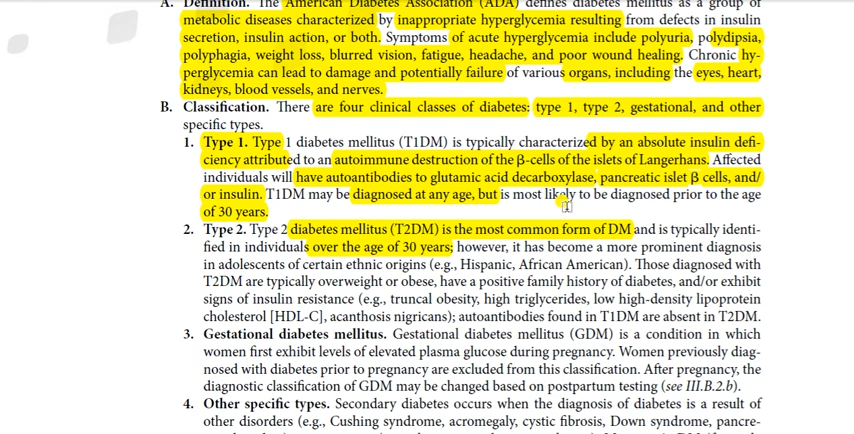 A. Definition. The American Diabetes Association (ADA) defines diabetes mellitus as a group of
metabolic diseases characterized by inappropriate hyperglycemia resulting from defects in insulin
secretion, insulin action, or both. Symptoms of acute hyperglycemia include polyuria, polydipsia,
polyphagia, weight loss, blurred vision, fatigue, headache, and poor wound healing. Chronic hy-
perglycemia can lead to damage and potentially failure of various organs, including the eyes, heart,
kidneys, blood vessels, and nerves.
B. Classification. There are four clinical classes of diabetes: type 1, type 2, gestational, and other
specific types.
1. Type 1. Type 1 diabetes mellitus (T1DM) is typically characterized by an absolute insulin defi-
ciency attributed to an autoimmune destruction of the β-cells of the islets of Langerhans. Affected
individuals will have autoantibodies to glutamic acid decarboxylase, pancreatic islet β cells, and/
or insulin. T1DM may be diagnosed at any age, but is most likely to be diagnosed prior to the age
of 30 years.
2. Type 2. Type 2 diabetes mellitus (T2DM) is the most common form of DM and is typically identi-
fied in individuals over the age of 30 years; however, it has become a more prominent diagnosis
in adolescents of certain ethnic origins (e.g., Hispanic, African American). Those diagnosed with
T2DM are typically overweight or obese, have a positive family history of diabetes, and/or exhibit
signs of insulin resistance (e.g., truncal obesity, high triglycerides, low high-density lipoprotein
cholesterol [HDL-C], acanthosis nigricans); autoantibodies found in T1DM are absent in T2DM.
3. Gestational diabetes mellitus. Gestational diabetes mellitus (GDM) is a condition in which
women first exhibit levels of elevated plasma glucose during pregnancy. Women previously diag-
nosed with diabetes prior to pregnancy are excluded from this classification. After pregnancy, the
diagnostic classification of GDM may be changed based on postpartum testing (see III.B.2.b).
4. Other specific types. Secondary diabetes occurs when the diagnosis of diabetes is a result of
other disorders (e.g., Cushing syndrome, acromegaly, cystic fibrosis, Down syndrome, pancre-